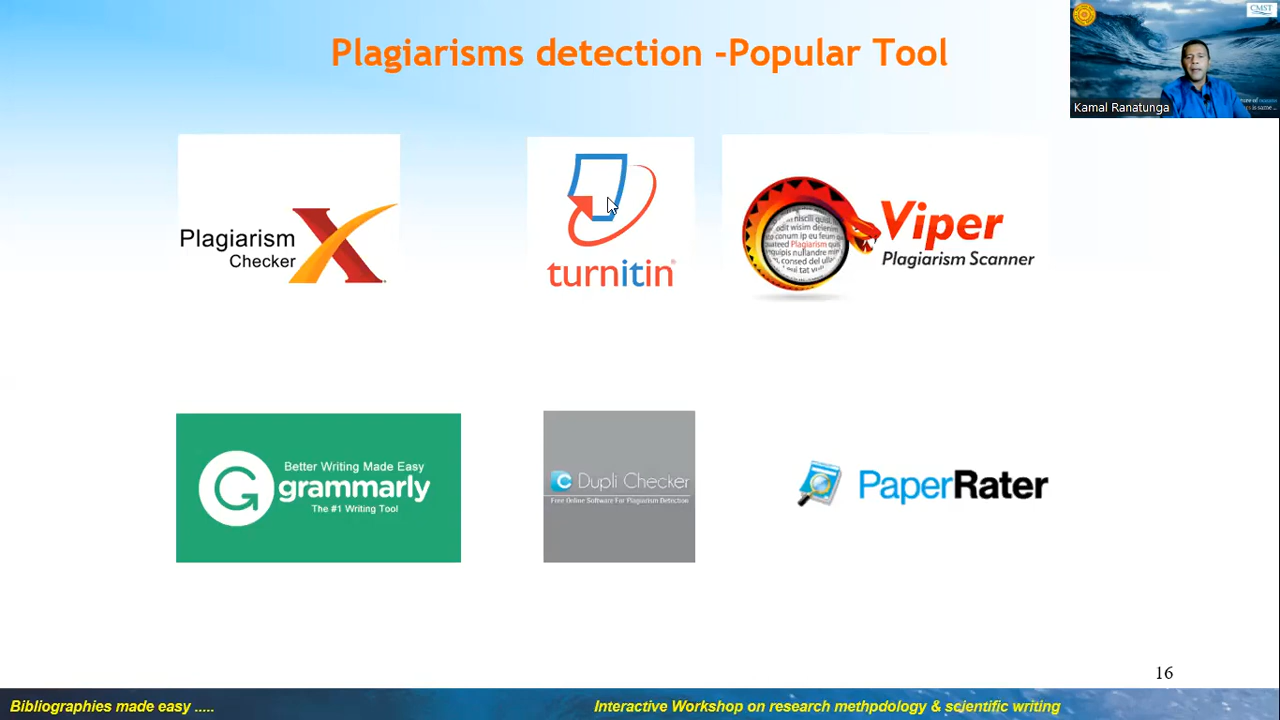 Plagiarisms detection -Popular Tool
CMST
Kamal Ranatunga
Plagiarism
Checker
X
turnitin
Viper
Plagiarism Scanner
Plagiarism
Better Writing Made Easy
grammarly
The #1 Writing Tool
Dupli Checker
Free Online Software For Plagiarism Detection
PaperRater
16
Bibliographies made easy .....
Interactive Workshop on research methpdology & scientific writing